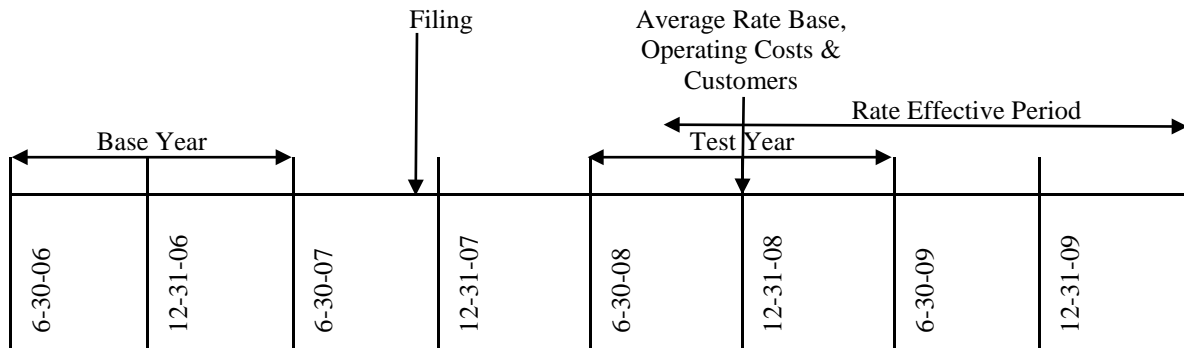 Filing
Average Rate Base,
Operating Costs &
Customers
Rate Effective Period
Base Year
Test Year
6-30-06
12-31-06
6-30-07
12-31-07
6-30-08
12-31-08
6-30-09
12-31-09